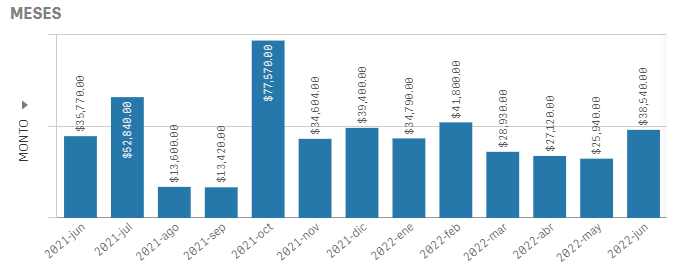 MESES
MONTO
$35,770.00
$52,840.00
$13,600.00
$13,420.00
$77,570.00
$34,604.00
$39,400.00
$34,790.00
$41,800.00
$28,930.00
$27,120.00
$25,940.00
$38,540.00
2021-jun
2021-jul
2021-ago
2021-sep
2021-oct
2021-nov
2021-dic
2022-ene
2022-feb
2022-mar
2022-abr
2022-may
2022-jun